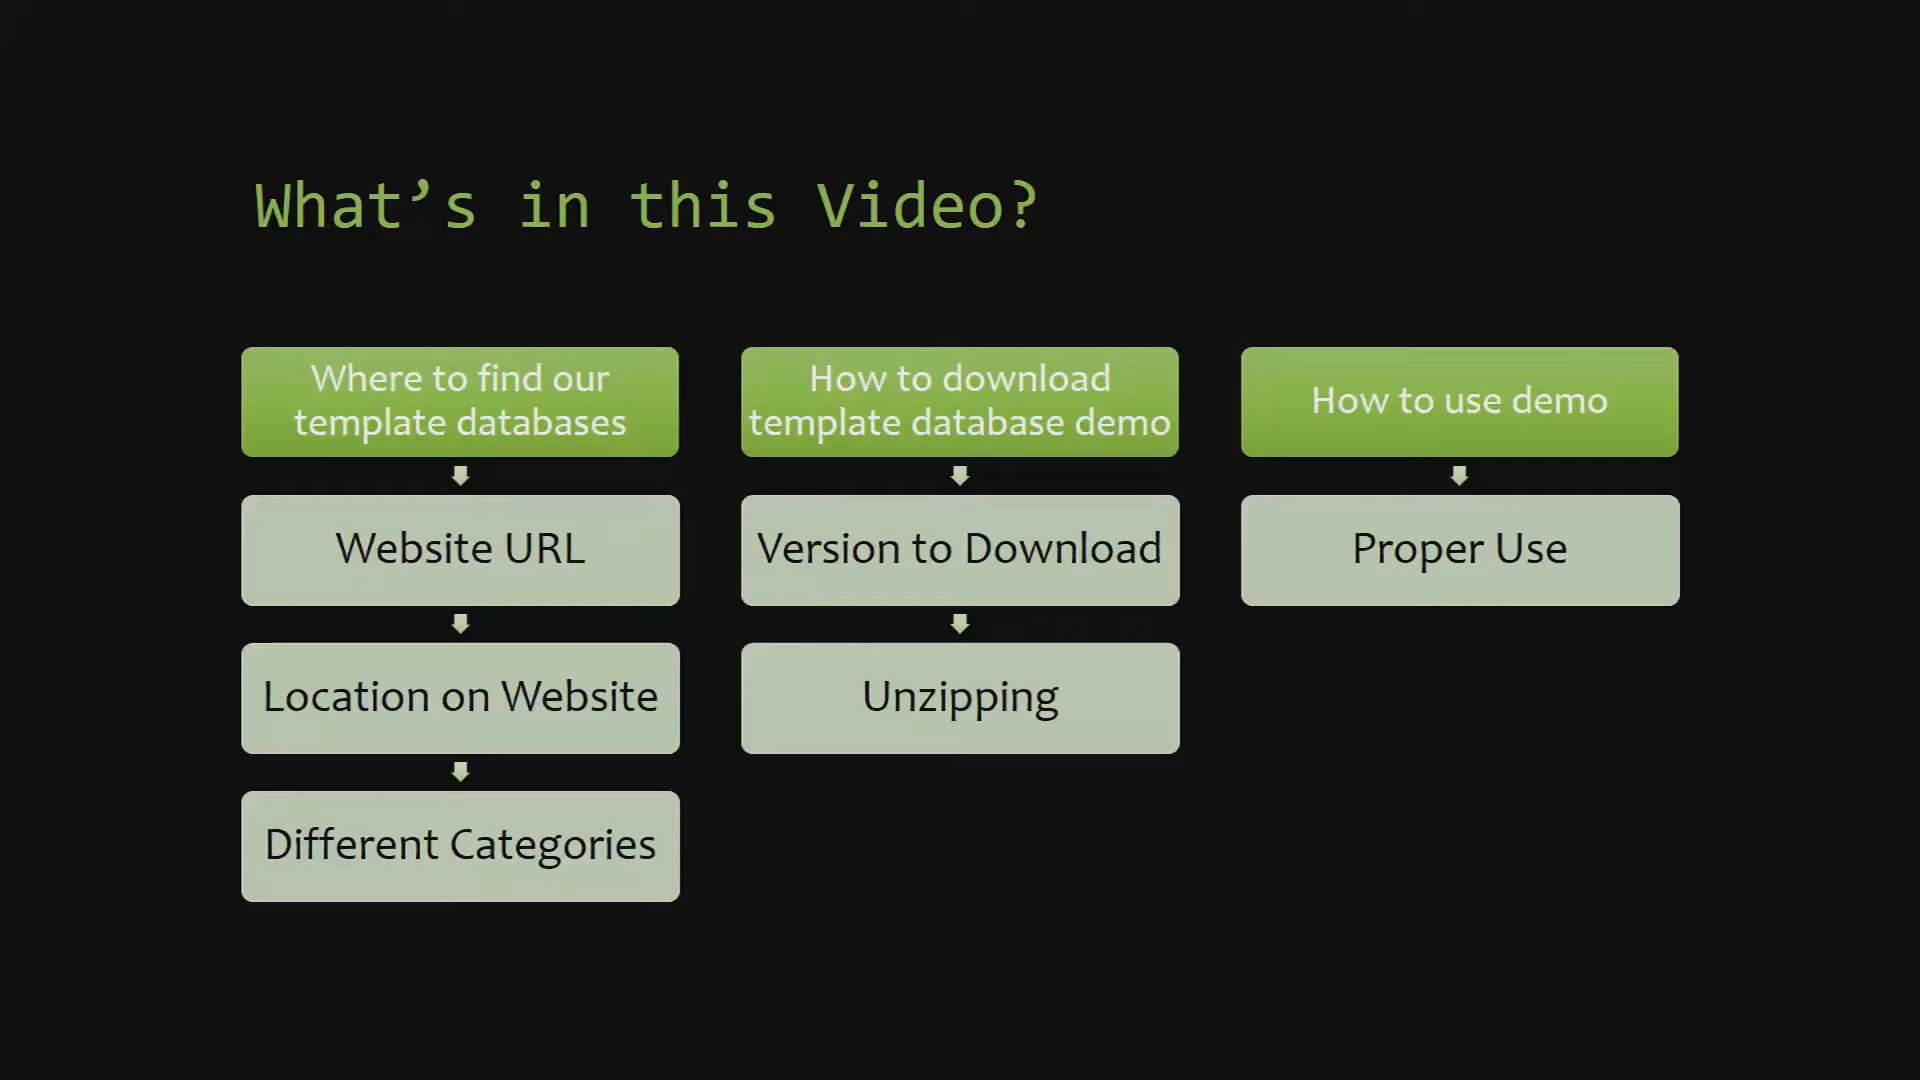 What’s in this Video?
Where to find our
template databases
Website URL
Location on Website
Different Categories
How to download
template database demo
Version to Download
Unzipping
How to use demo
Proper Use